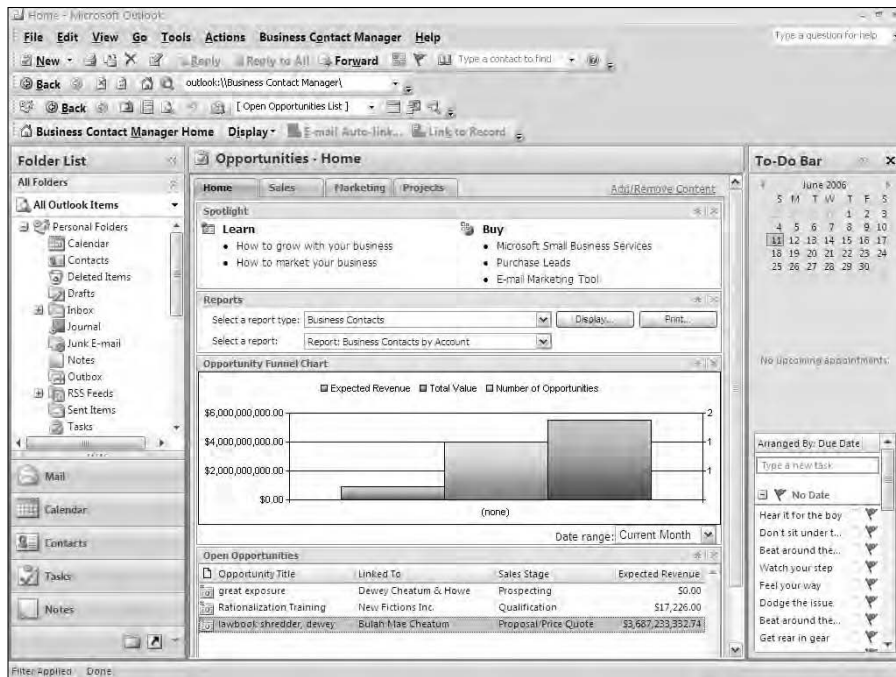 Home - Microsoft Outlook
File Edit View Go Tools Actions Business Contact Manager Help
Type a question for help
New Reply Reply to All Forward Type a contact to find
Back outlook:\\Business Contact Manager\
Back [ Open Opportunities List ]
Business Contact Manager Home Display E-mail Auto-link... Link to Record
Folder List
All Folders
All Outlook Items
Personal Folders
Calendar
Contacts
Deleted Items
Drafts
Inbox
Journal
Junk E-mail
Notes
Outbox
RSS Feeds
Sent Items
Tasks
Mail
Calendar
Contacts
Tasks
Notes
Opportunities - Home
Home Sales Marketing Projects Add/Remove Content
Spotlight
Learn
• How to grow with your business
• How to market your business
Buy
• Microsoft Small Business Services
• Purchase Leads
• E-mail Marketing Tool
Reports
Select a report type: Business Contacts Display... Print...
Select a report: Report: Business Contacts by Account
Opportunity Funnel Chart
Expected Revenue Total Value Number of Opportunities
$6,000,000,000.00 2
$4,000,000,000.00 1
$2,000,000,000.00 1
$0.00 0
(none)
Date range: Current Month
Open Opportunities
Opportunity Title Linked To Sales Stage Expected Revenue
great exposure Dewey Cheatum & Howe Prospecting $0.00
Rationalization Training New Fictions Inc. Qualification $17,226.00
lawbook shredder, dewey Bulah Mae Cheatum Proposal/Price Quote $3,687,233,332.74
To-Do Bar
June 2006
S M T W T F S
1 2 3
4 5 6 7 8 9 10
11 12 13 14 15 16 17
18 19 20 21 22 23 24
25 26 27 28 29 30
No upcoming appointments.
Arranged By: Due Date
Type a new task
No Date
Hear it for the boy
Don't sit under t...
Beat around the...
Watch your step
Feel your way
Dodge the issue
Beat around the...
Get rear in gear
Filter Applied Done